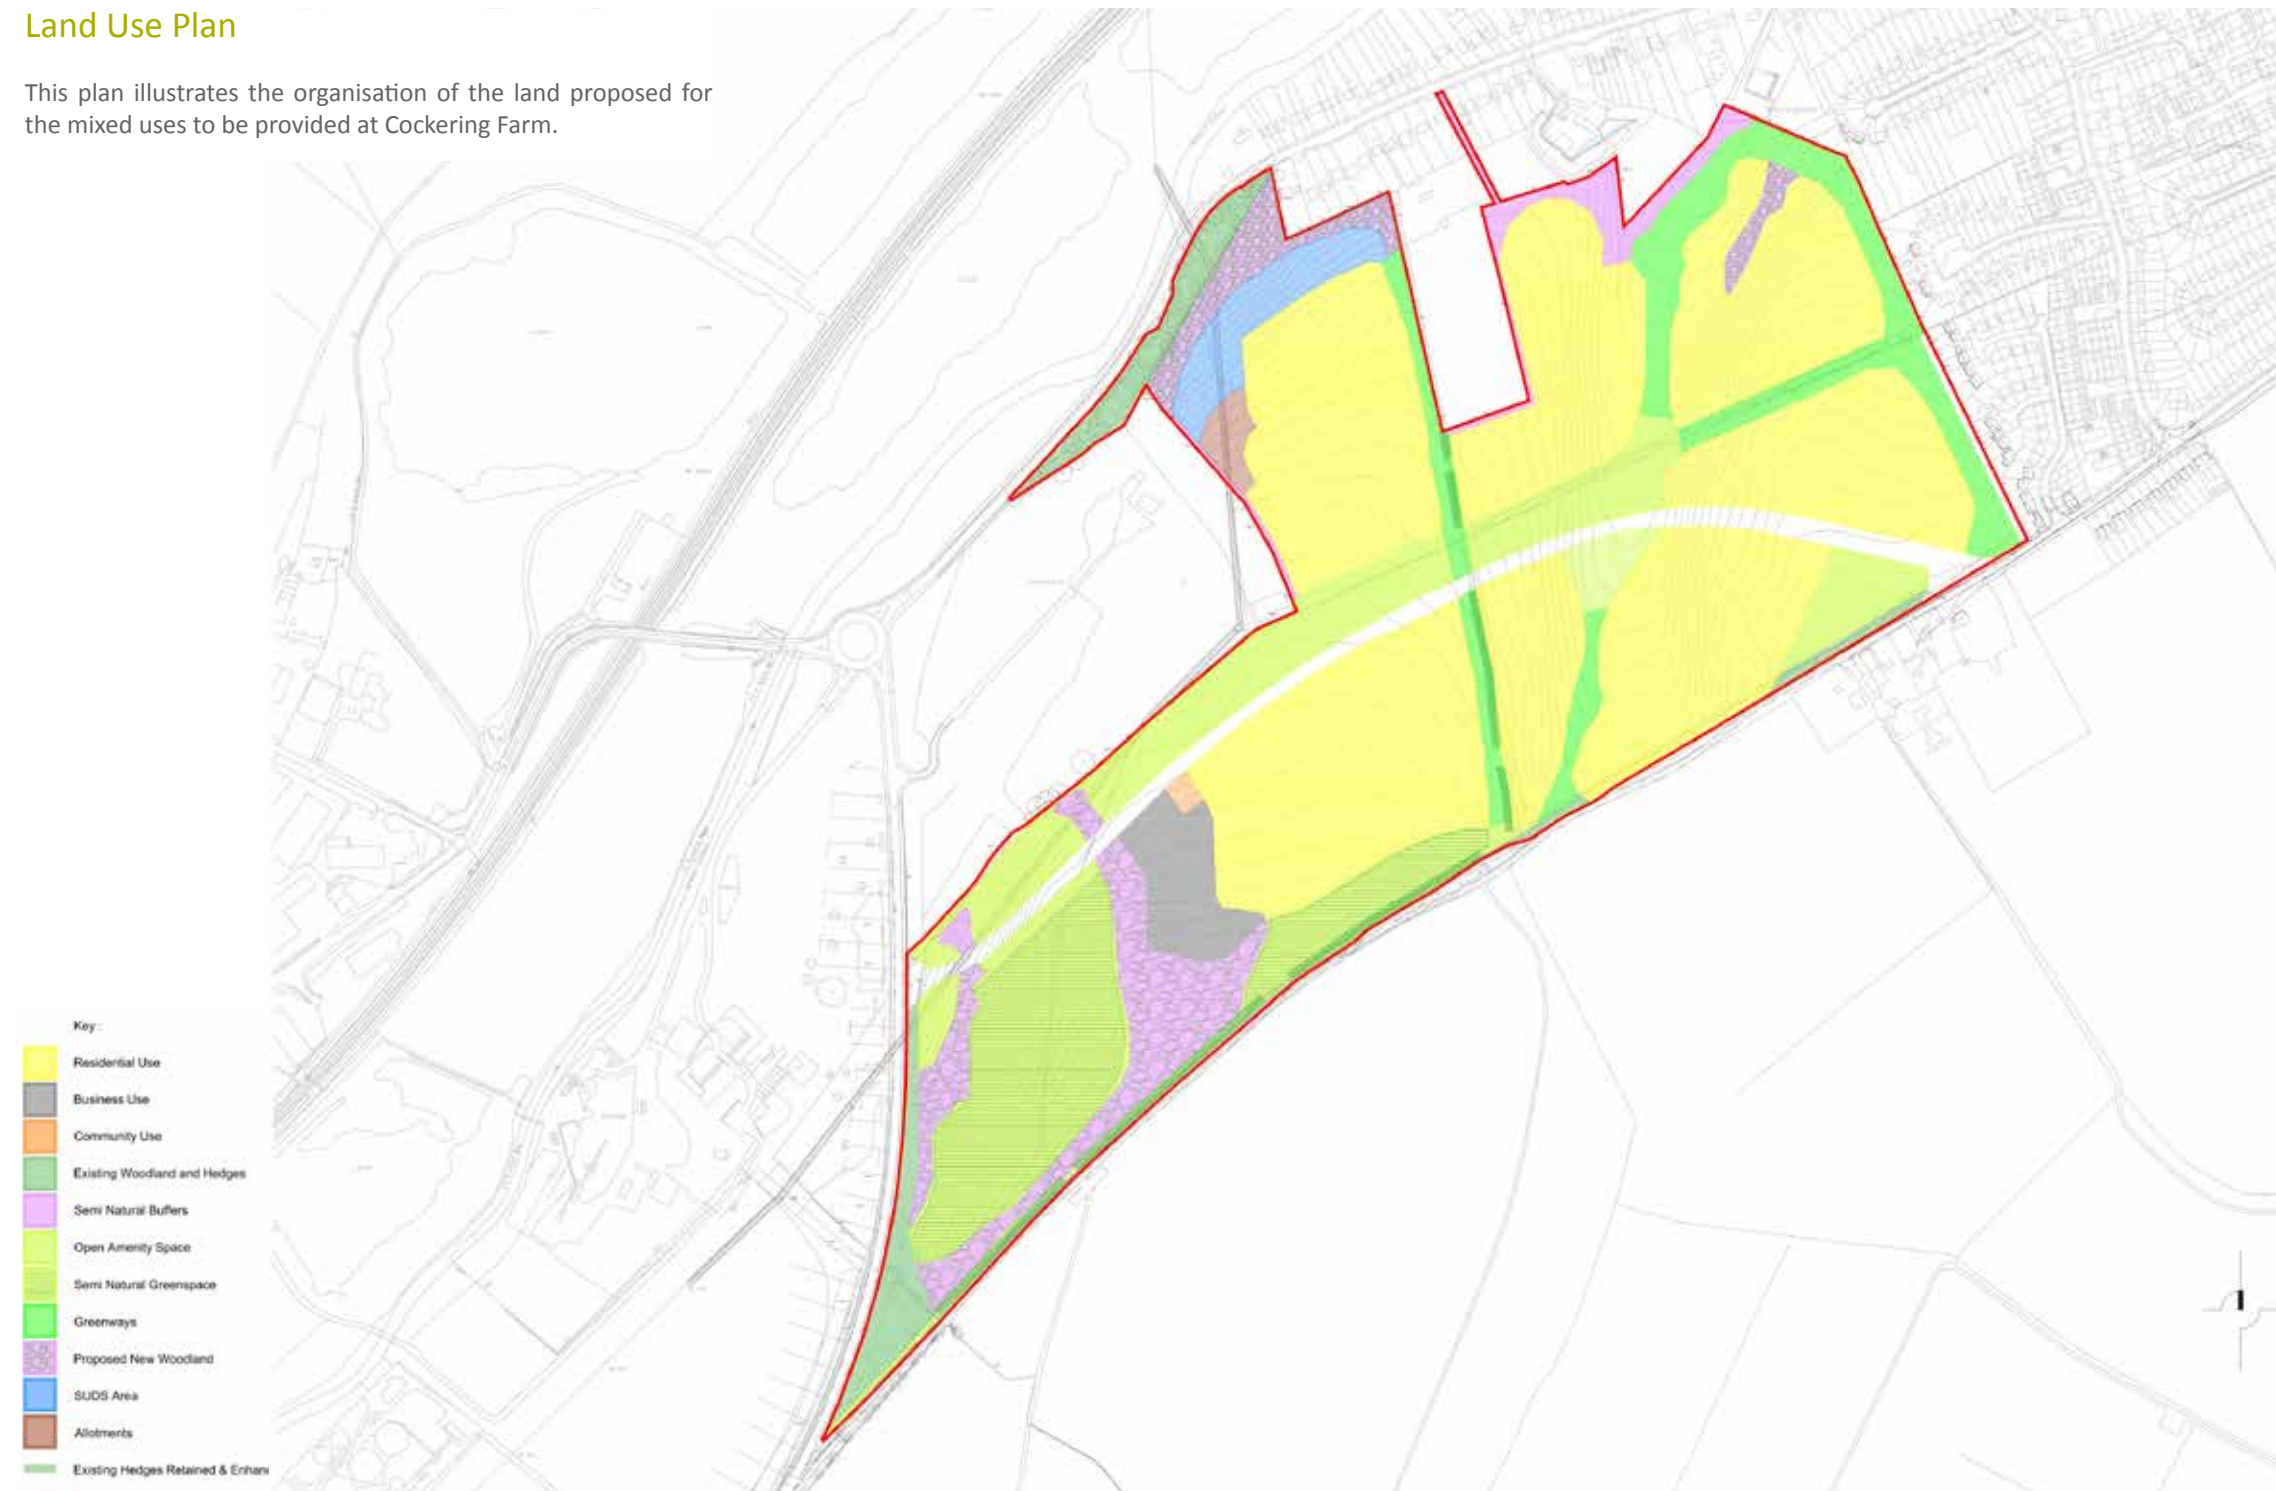 Land Use Plan
This plan illustrates the organisation of the land proposed for
the mixed uses to be provided at Cockering Farm.
Key :
Residential Use
Business Use
Community Use
Existing Woodland and Hedges
Semi Natural Buffers
Open Amenity Space
Semi Natural Greenspace
Greenways
Proposed New Woodland
SUDS Area
Allotments
Existing Hedges Retained & Enhan